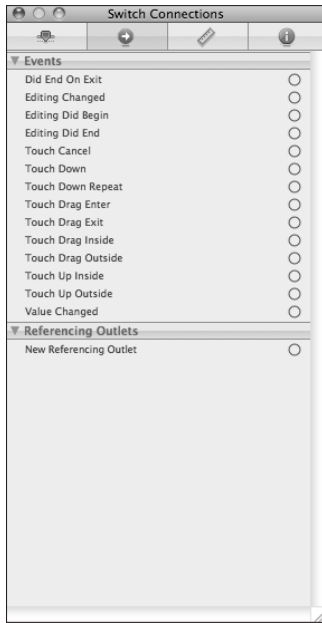 Switch Connections
Events
Did End On Exit
Editing Changed
Editing Did Begin
Editing Did End
Touch Cancel
Touch Down
Touch Down Repeat
Touch Drag Enter
Touch Drag Exit
Touch Drag Inside
Touch Drag Outside
Touch Up Inside
Touch Up Outside
Value Changed
Referencing Outlets
New Referencing Outlet